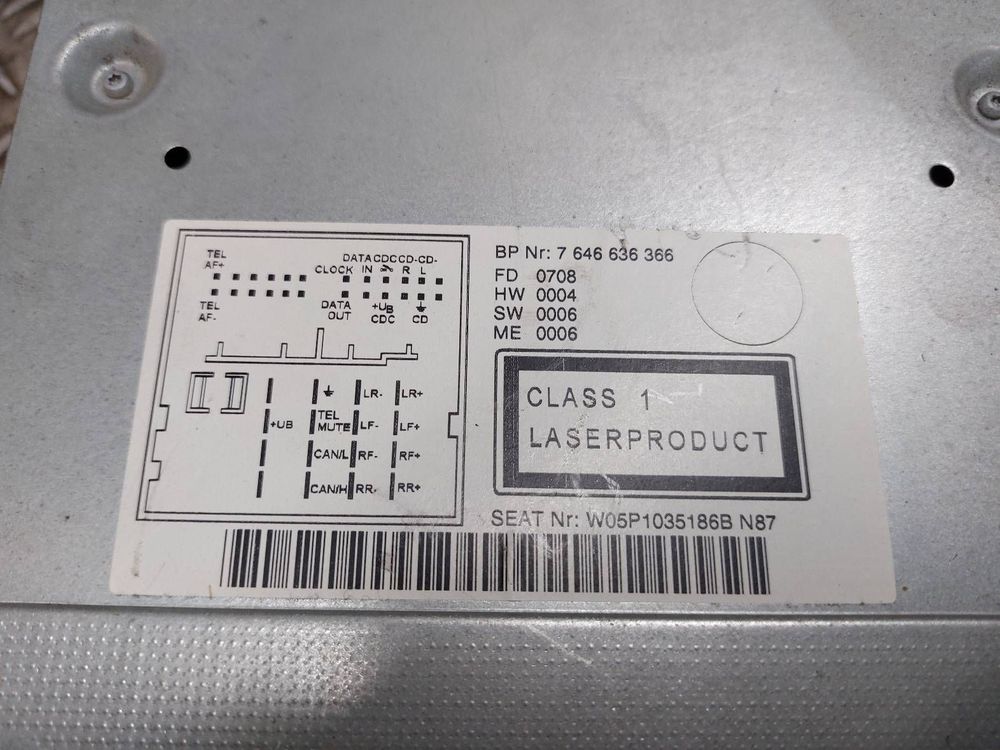 TEL
AF+
DATA CDC CD- CD-
CLOCK IN R L
TEL
AF-
DATA
OUT
+UB
CDC
CD
LR- LR+
+UB TEL
MUTE LF- LF+
CAN/L RF- RF+
CAN/H RR- RR+
BP Nr: 7 646 636 366
FD 0708
HW 0004
SW 0006
ME 0006
CLASS 1
LASERPRODUCT
SEAT Nr: W05P1035186B N87